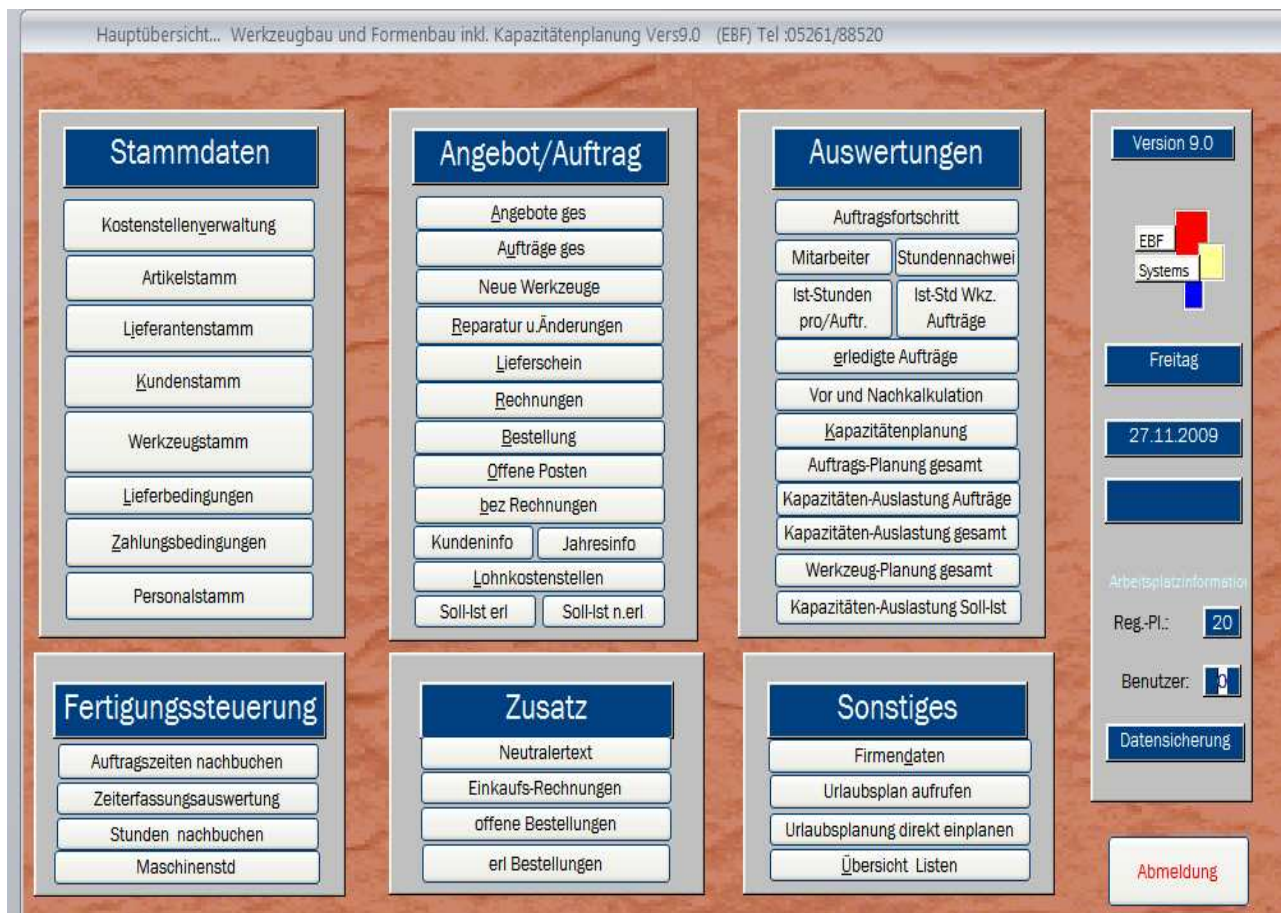 Hauptübersicht... Werkzeugbau und Formenbau inkl. Kapazitätenplanung Vers9.0 (EBF) Tel :05261/88520
Stammdaten
Kostenstellenverwaltung
Artikelstamm
Lieferantenstamm
Kundenstamm
Werkzeugstamm
Lieferbedingungen
Zahlungsbedingungen
Personalstamm
Angebot/Auftrag
Angebote ges
Aufträge ges
Neue Werkzeuge
Reparatur u.Änderungen
Lieferschein
Rechnungen
Bestellung
Offene Posten
bez Rechnungen
Kundeninfo
Jahresinfo
Lohnkostenstellen
Soll-Ist erl
Soll-Ist n.erl
Auswertungen
Auftragsfortschritt
Mitarbeiter
Stundennachwei
Ist-Stunden
pro/Auftr.
Ist-Std Wkz.
Aufträge
erledigte Aufträge
Vor und Nachkalkulation
Kapazitätenplanung
Auftrags-Planung gesamt
Kapazitäten-Auslastung Aufträge
Kapazitäten-Auslastung gesamt
Werkzeug-Planung gesamt
Kapazitäten-Auslastung Soll-Ist
Version 9.0
EBF
Systems
Freitag
27.11.2009
Arbeitsplatzinformation
Reg.-Pl.: 20
Benutzer: 0
Datensicherung
Fertigungssteuerung
Auftragszeiten nachbuchen
Zeiterfassungsauswertung
Stunden nachbuchen
Maschinenstd
Zusatz
Neutralertext
Einkaufs-Rechnungen
offene Bestellungen
erl Bestellungen
Sonstiges
Firmendaten
Urlaubsplan aufrufen
Urlaubsplanung direkt einplanen
Übersicht Listen
Abmeldung